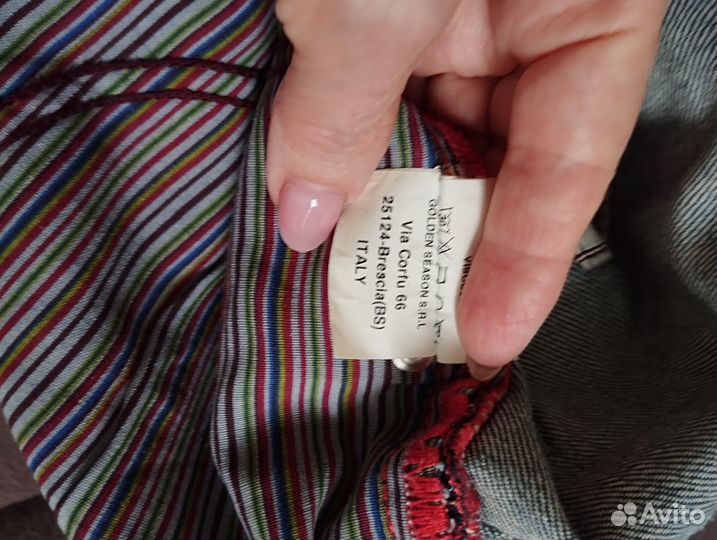 GOLDEN SEASON S.R.L
Via Corfu 66
25124-Brescia(BS)
ITALY
Avito